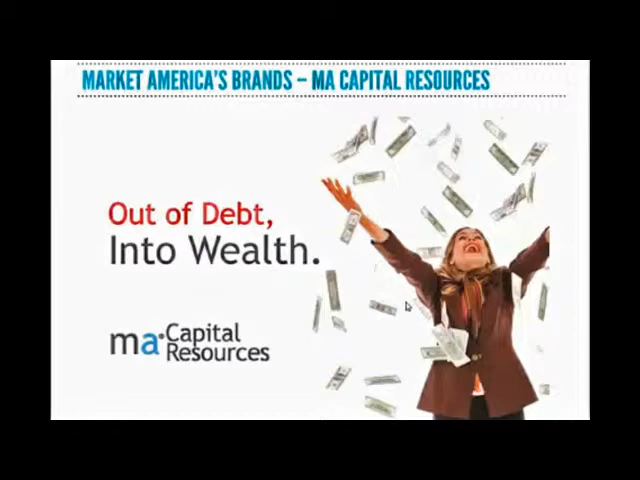 MARKET AMERICA'S BRANDS – MA CAPITAL RESOURCES
Out of Debt,
Into Wealth.
ma Capital
Resources